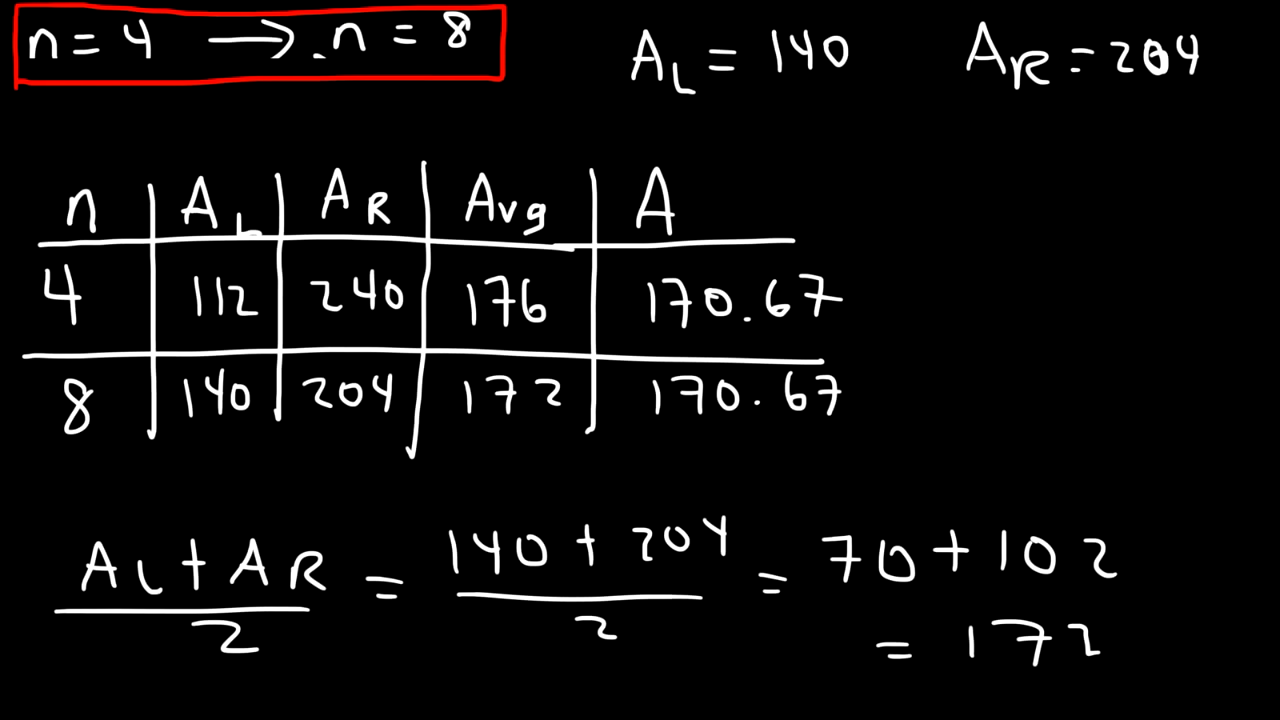 n = 4 → .n = 8 A_L = 140 A_R = 204
n A_L A_R Avg A
4 112 240 176 170.67
8 140 204 172 170.67
A_L + A_R / 2 = 140 + 204 / 2 = 70 + 102
= 172